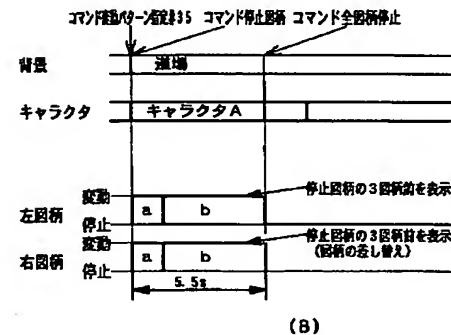 コマンド変動パターン指定#35 コマンド停止図柄 コマンド全図柄停止
背景 道場
キャラクタ キャラクタA
変動 停止図柄の3図柄前を表示
左図柄 a b
停止
変動 停止図柄の3図柄前を表示
(図柄の差し替え)
右図柄 a b
停止
5.5s
(B)